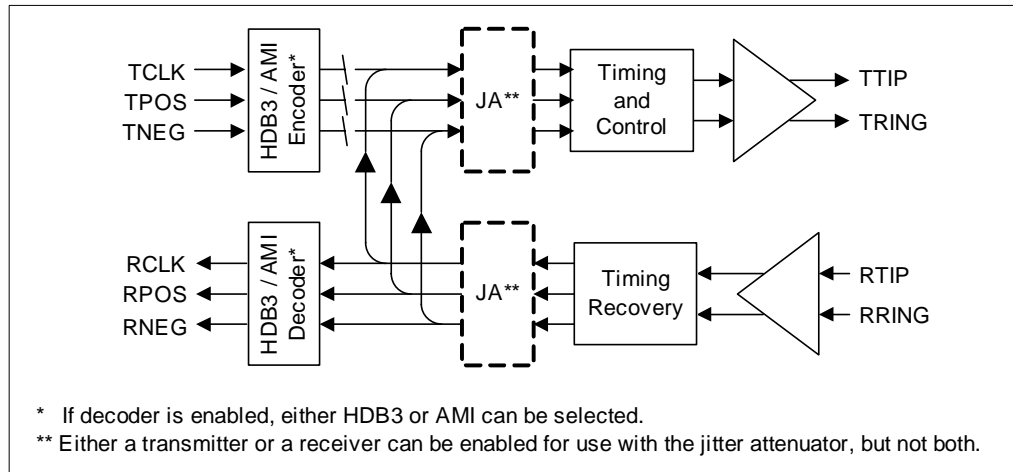 TCLK
TPOS
TNEG
HDB3 / AMI
Encoder*
JA**
Timing
and
Control
TTIP
TRING
RCLK
RPOS
RNEG
HDB3 / AMI
Decoder*
JA**
Timing
Recovery
RTIP
RRING
* If decoder is enabled, either HDB3 or AMI can be selected.
** Either a transmitter or a receiver can be enabled for use with the jitter attenuator, but not both.